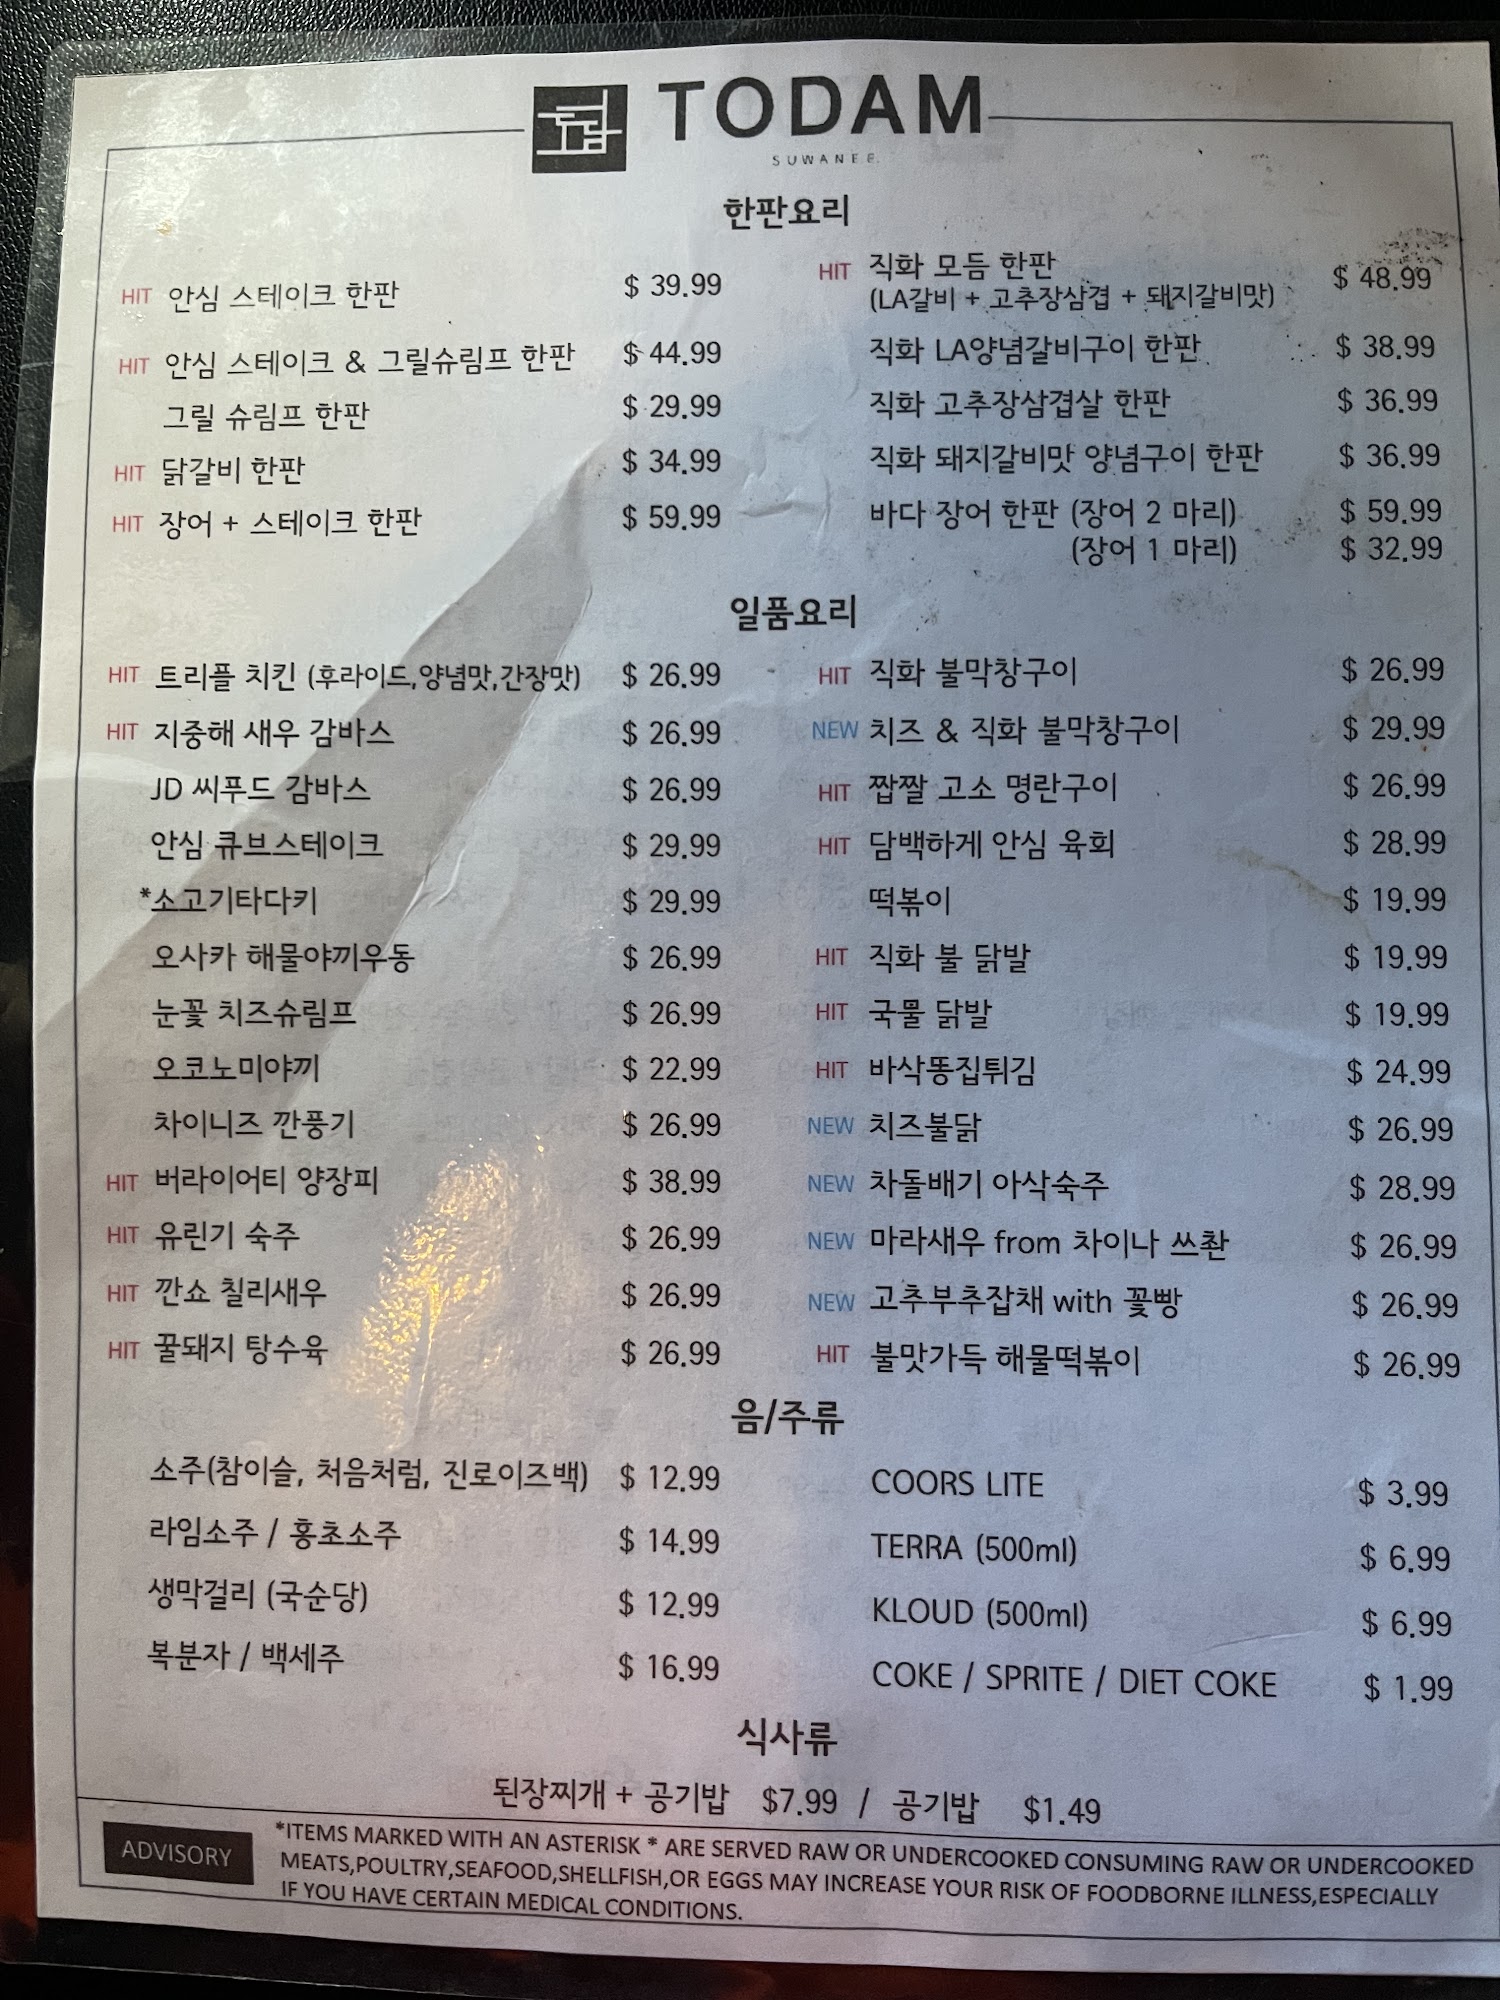 토담 TODAM
SUWANEE
한판요리
HIT 안심 스테이크 한판 $ 39.99
HIT 안심 스테이크 & 그릴슈림프 한판 $ 44.99
그릴 슈림프 한판 $ 29.99
HIT 닭갈비 한판 $ 34.99
HIT 장어 + 스테이크 한판 $ 59.99
HIT 직화 모듬 한판 $ 48.99
(LA갈비 + 고추장삼겹 + 돼지갈비맛)
직화 LA양념갈비구이 한판 $ 38.99
직화 고추장삼겹살 한판 $ 36.99
직화 돼지갈비맛 양념구이 한판 $ 36.99
바다 장어 한판 (장어 2 마리) $ 59.99
(장어 1 마리) $ 32.99
일품요리
HIT 트리플 치킨 (후라이드,양념맛,간장맛) $ 26.99
HIT 지중해 새우 감바스 $ 26.99
JD 씨푸드 감바스 $ 26.99
안심 큐브스테이크 $ 29.99
*소고기타다키 $ 29.99
오사카 해물야끼우동 $ 26.99
눈꽃 치즈슈림프 $ 26.99
오코노미야끼 $ 22.99
차이니즈 깐풍기 $ 26.99
HIT 버라이어티 양장피 $ 38.99
HIT 유린기 숙주 $ 26.99
HIT 깐쇼 칠리새우 $ 26.99
HIT 꿀돼지 탕수육 $ 26.99
HIT 직화 불막창구이 $ 26.99
NEW 치즈 & 직화 불막창구이 $ 29.99
HIT 짭짤 고소 명란구이 $ 26.99
HIT 담백하게 안심 육회 $ 28.99
떡볶이 $ 19.99
HIT 직화 불 닭발 $ 19.99
HIT 국물 닭발 $ 19.99
HIT 바삭똥집튀김 $ 24.99
NEW 치즈불닭 $ 26.99
NEW 차돌배기 아삭숙주 $ 28.99
NEW 마라새우 from 차이나 쓰촨 $ 26.99
NEW 고추부추잡채 with 꽃빵 $ 26.99
HIT 불맛가득 해물떡볶이 $ 26.99
음/주류
소주(참이슬, 처음처럼, 진로이즈백) $ 12.99
라임소주 / 홍초소주 $ 14.99
생막걸리 (국순당) $ 12.99
복분자 / 백세주 $ 16.99
COORS LITE $ 3.99
TERRA (500ml) $ 6.99
KLOUD (500ml) $ 6.99
COKE / SPRITE / DIET COKE $ 1.99
식사류
된장찌개 + 공기밥 $7.99 / 공기밥 $1.49
ADVISORY
*ITEMS MARKED WITH AN ASTERISK * ARE SERVED RAW OR UNDERCOOKED CONSUMING RAW OR UNDERCOOKED
MEATS,POULTRY,SEAFOOD,SHELLFISH,OR EGGS MAY INCREASE YOUR RISK OF FOODBORNE ILLNESS,ESPECIALLY
IF YOU HAVE CERTAIN MEDICAL CONDITIONS.